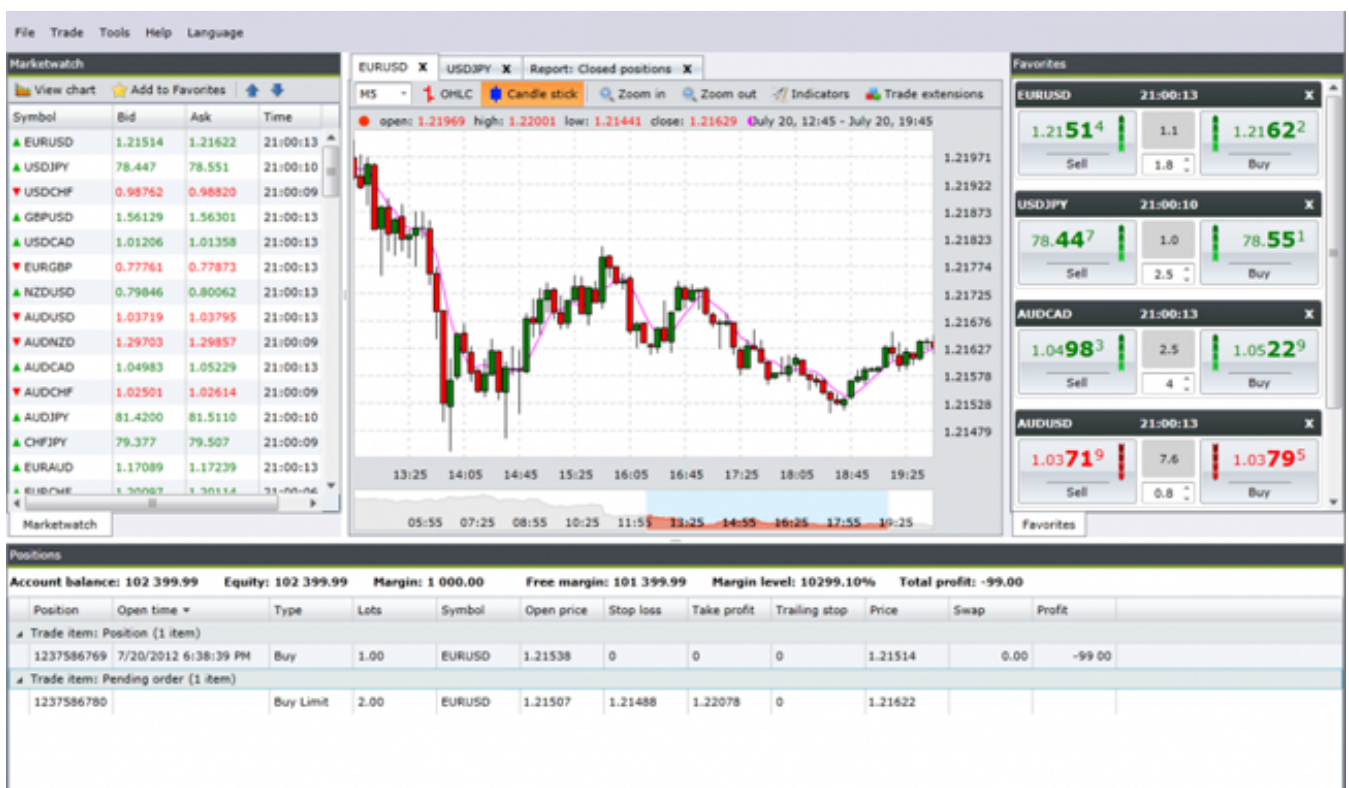 File Trade Tools Help Language
Marketwatch
View chart Add to Favorites
Symbol Bid Ask Time
EURUSD 1.21514 1.21622 21:00:13
USDJPY 78.447 78.551 21:00:10
USDCHF 0.98762 0.98820 21:00:09
GBPUSD 1.56129 1.56301 21:00:13
USDCAD 1.01206 1.01358 21:00:13
EURGBP 0.77761 0.77873 21:00:13
NZDUSD 0.79846 0.80062 21:00:13
AUDUSD 1.03719 1.03795 21:00:13
AUDNZD 1.29703 1.29857 21:00:09
AUDCAD 1.04983 1.05229 21:00:13
AUDCHF 1.02501 1.02614 21:00:09
AUDJPY 81.4200 81.5110 21:00:10
CHFJPY 79.377 79.507 21:00:09
EURAUD 1.17089 1.17239 21:00:13
EURCHF 1.20097 1.20114 21:00:06
Marketwatch
EURUSD X USDJPY X Report: Closed positions X
M5 OHLC Candle stick Zoom in Zoom out Indicators Trade extensions
open: 1.21969 high: 1.22001 low: 1.21441 close: 1.21629 (July 20, 12:45 - July 20, 19:45
1.21971
1.21922
1.21873
1.21823
1.21774
1.21725
1.21676
1.21627
1.21578
1.21528
1.21479
13:25 14:05 14:45 15:25 16:05 16:45 17:25 18:05 18:45 19:25
05:55 07:25 08:55 10:25 11:55 13:25 14:55 16:25 17:55 19:25
Favorites
EURUSD 21:00:13 X
1.21514 1.1 1.21622
Sell 1.8 Buy
USDJPY 21:00:10 X
78.447 1.0 78.551
Sell 2.5 Buy
AUDCAD 21:00:13 X
1.04983 2.5 1.05229
Sell 4 Buy
AUDUSD 21:00:13 X
1.03719 7.6 1.03795
Sell 0.8 Buy
Favorites
Positions
Account balance: 102 399.99 Equity: 102 399.99 Margin: 1 000.00 Free margin: 101 399.99 Margin level: 10299.10% Total profit: -99.00
Position Open time Type Lots Symbol Open price Stop loss Take profit Trailing stop Price Swap Profit
Trade item: Position (1 item)
1237586769 7/20/2012 6:38:39 PM Buy 1.00 EURUSD 1.21538 0 0 0 1.21514 0.00 -99 00
Trade item: Pending order (1 item)
1237586780 Buy Limit 2.00 EURUSD 1.21507 1.21488 1.22078 0 1.21622